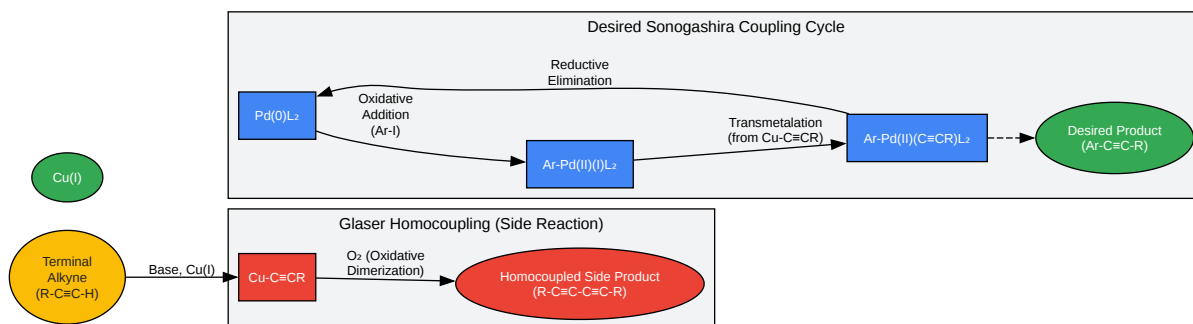 Desired Sonogashira Coupling Cycle
Reductive
Elimination
Pd(0)L₂
Oxidative
Addition
(Ar-I)
Ar-Pd(II)(I)L₂
Transmetalation
(from Cu-C≡CR)
Ar-Pd(II)(C≡CR)L₂
Desired Product
(Ar-C≡C-R)
Cu(I)
Glaser Homocoupling (Side Reaction)
Terminal
Alkyne
(R-C≡C-H)
Base, Cu(I)
Cu-C≡CR
O₂ (Oxidative
Dimerization)
Homocoupled Side Product
(R-C≡C-C≡C-R)